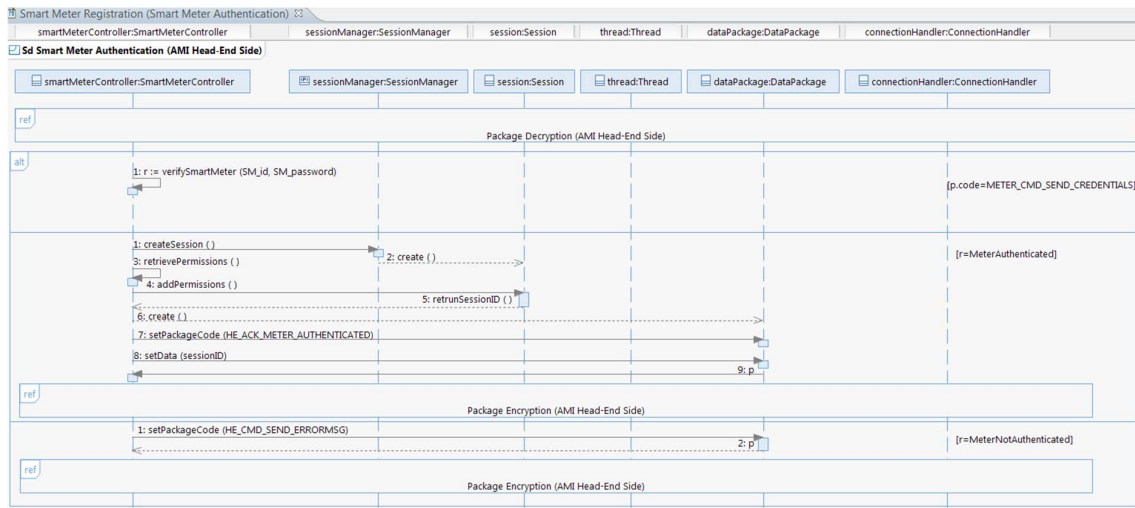 Smart Meter Registration (Smart Meter Authentication)
smartMeterController:SmartMeterController sessionManager:SessionManager session:Session thread:Thread dataPackage:DataPackage connectionHandler:ConnectionHandler
Sd Smart Meter Authentication (AMI Head-End Side)
smartMeterController:SmartMeterController sessionManager:SessionManager session:Session thread:Thread dataPackage:DataPackage connectionHandler:ConnectionHandler
ref
Package Decryption (AMI Head-End Side)
alt
1: r := verifySmartMeter (SM_id, SM_password)
[p.code=METER_CMD_SEND_CREDENTIALS]
1: createSession ( )
2: create ( )
[r=MeterAuthenticated]
3: retrievePermissions ( )
4: addPermissions ( )
5: retrunSessionID ( )
6: create ( )
7: setPackageCode (HE_ACK_METER_AUTHENTICATED)
8: setData (sessionID)
9: p
ref
Package Encryption (AMI Head-End Side)
1: setPackageCode (HE_CMD_SEND_ERRORMSG)
2: p
[r=MeterNotAuthenticated]
ref
Package Encryption (AMI Head-End Side)